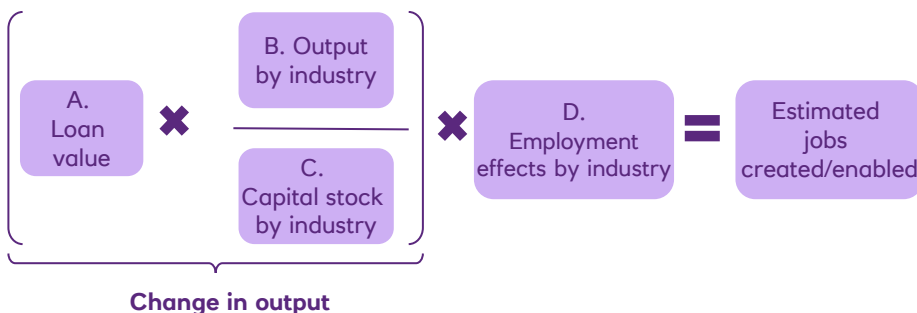 A.
Loan
value
B. Output
by industry
C.
Capital stock
by industry
D.
Employment
effects by industry
Estimated
jobs
created/enabled
Change in output